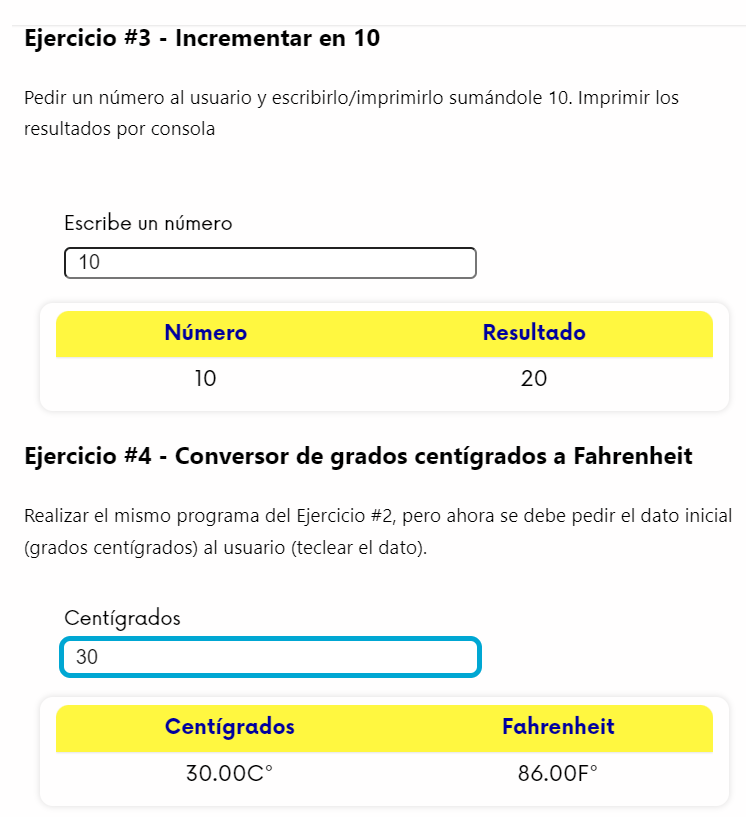 Ejercicio #3 - Incrementar en 10
Pedir un número al usuario y escribirlo/imprimirlo sumándole 10. Imprimir los
resultados por consola
Escribe un número
10
Número Resultado
10 20
Ejercicio #4 - Conversor de grados centígrados a Fahrenheit
Realizar el mismo programa del Ejercicio #2, pero ahora se debe pedir el dato inicial
(grados centígrados) al usuario (teclear el dato).
Centígrados
30
Centígrados Fahrenheit
30.00C° 86.00F°